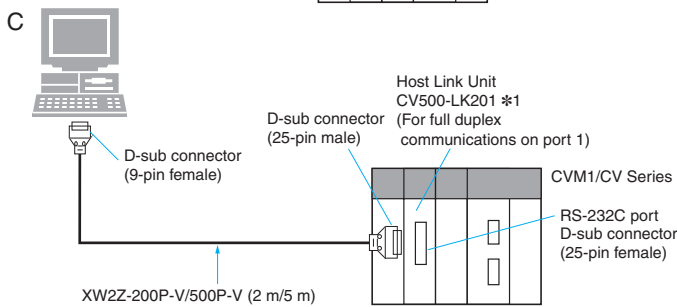 C
Host Link Unit
CV500-LK201 *1
(For full duplex
communications on port 1)
D-sub connector
(25-pin male)
D-sub connector
(9-pin female)
CVM1/CV Series
RS-232C port
D-sub connector
(25-pin female)
XW2Z-200P-V/500P-V (2 m/5 m)